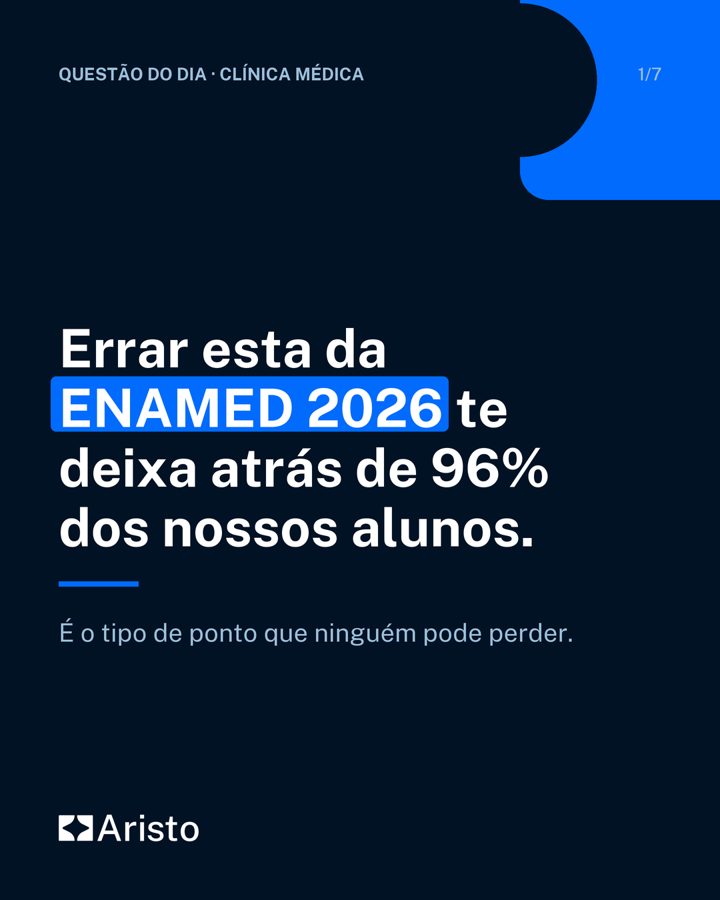 QUESTÃO DO DIA · CLÍNICA MÉDICA
1/7
Errar esta da
ENAMED 2026 te
deixa atrás de 96%
dos nossos alunos.
É o tipo de ponto que ninguém pode perder.
Aristo